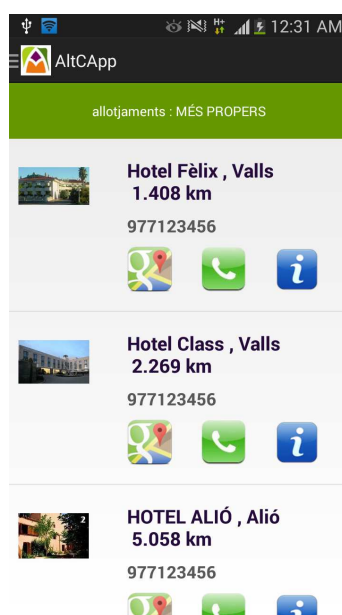 H+
12:31 AM
AltCApp
allotjaments : MÉS PROPERS
Hotel Fèlix , Valls
1.408 km
977123456
i
Hotel Class , Valls
2.269 km
977123456
i
2
HOTEL ALIÓ , Alió
5.058 km
977123456
i